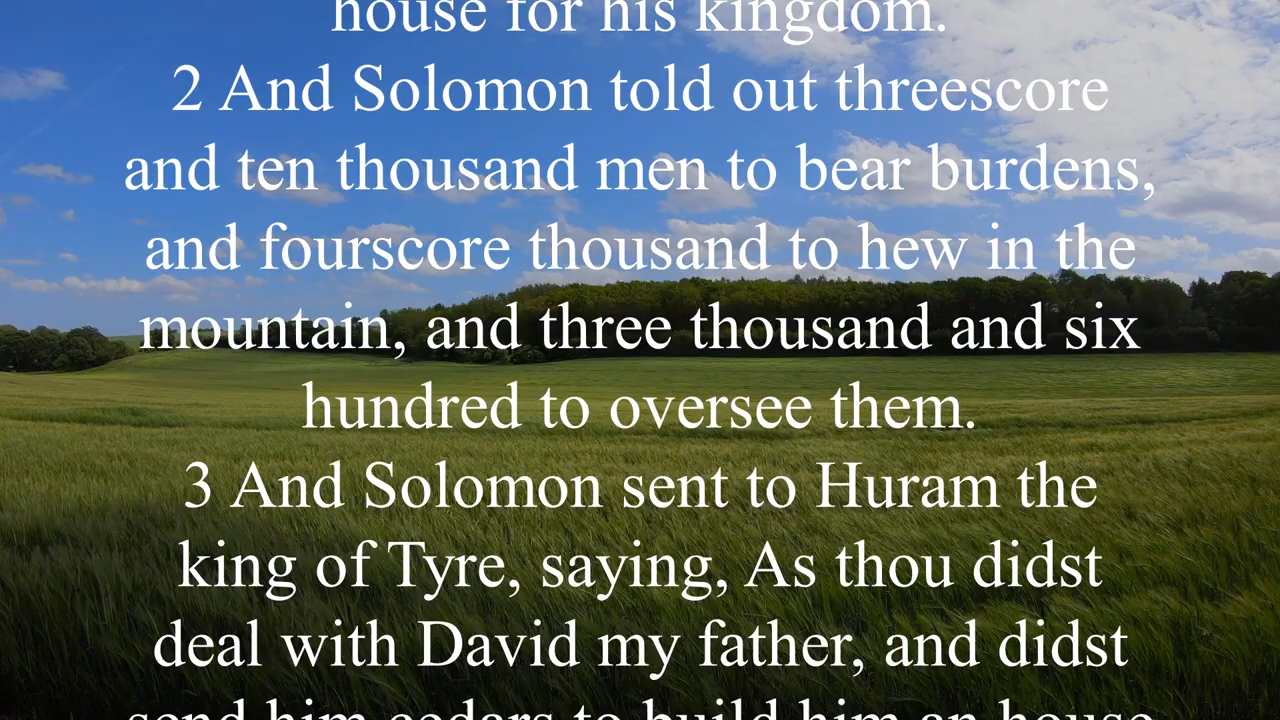 house for his kingdom.
2 And Solomon told out threescore
and ten thousand men to bear burdens,
and fourscore thousand to hew in the
mountain, and three thousand and six
hundred to oversee them.
3 And Solomon sent to Huram the
king of Tyre, saying, As thou didst
deal with David my father, and didst
send him cedars to build him an house